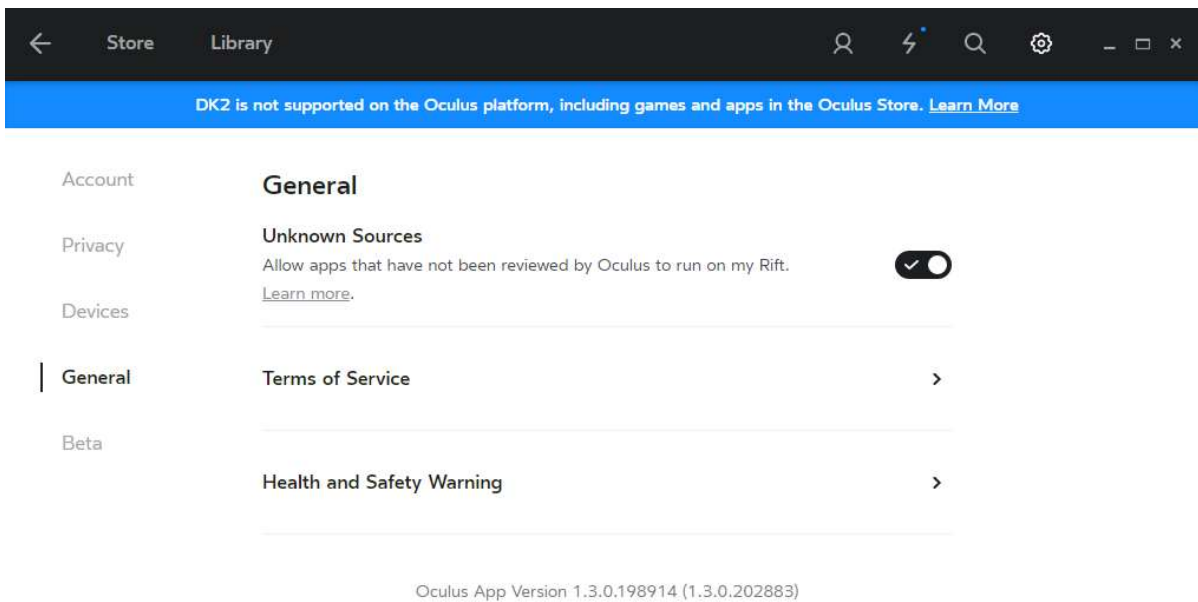 Store Library
DK2 is not supported on the Oculus platform, including games and apps in the Oculus Store. Learn More
Account
Privacy
Devices
General
Beta
General
Unknown Sources
Allow apps that have not been reviewed by Oculus to run on my Rift.
Learn more.
Terms of Service
Health and Safety Warning
Oculus App Version 1.3.0.198914 (1.3.0.202883)